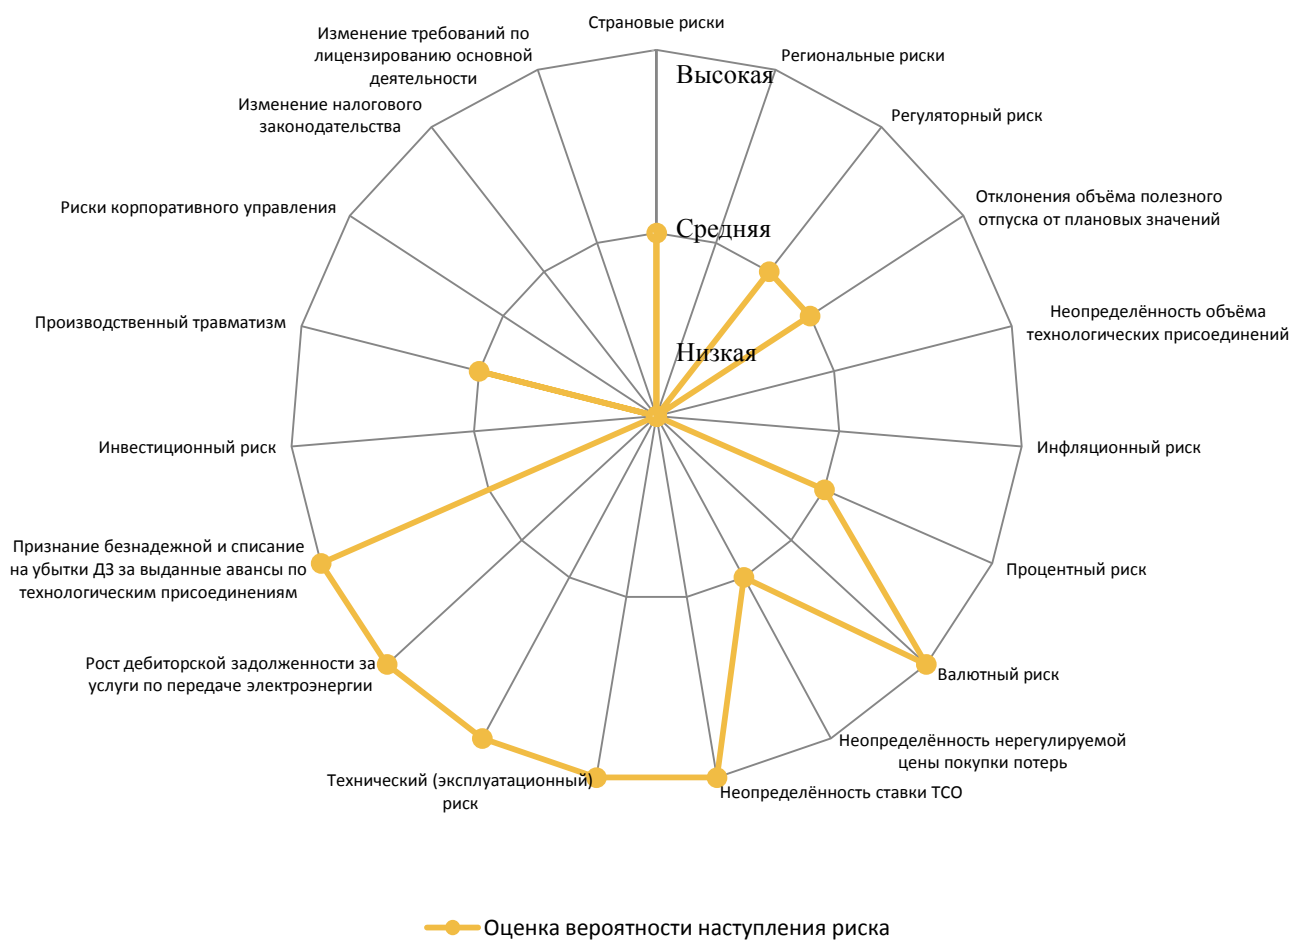 Страновые риски
Высокая
Средняя
Низкая
Региональные риски
Регуляторный риск
Отклонения объёма полезного
отпуска от плановых значений
Неопределённость объёма
технологических присоединений
Инфляционный риск
Процентный риск
Валютный риск
Неопределённость нерегулируемой
цены покупки потерь
Неопределённость ставки ТСО
Технический (эксплуатационный)
риск
Рост дебиторской задолженности за
услуги по передаче электроэнергии
Признание безнадежной и списание
на убытки ДЗ за выданные авансы по
технологическим присоединениям
Инвестиционный риск
Производственный травматизм
Риски корпоративного управления
Изменение налогового
законодательства
Изменение требований по
лицензированию основной
деятельности
Оценка вероятности наступления риска